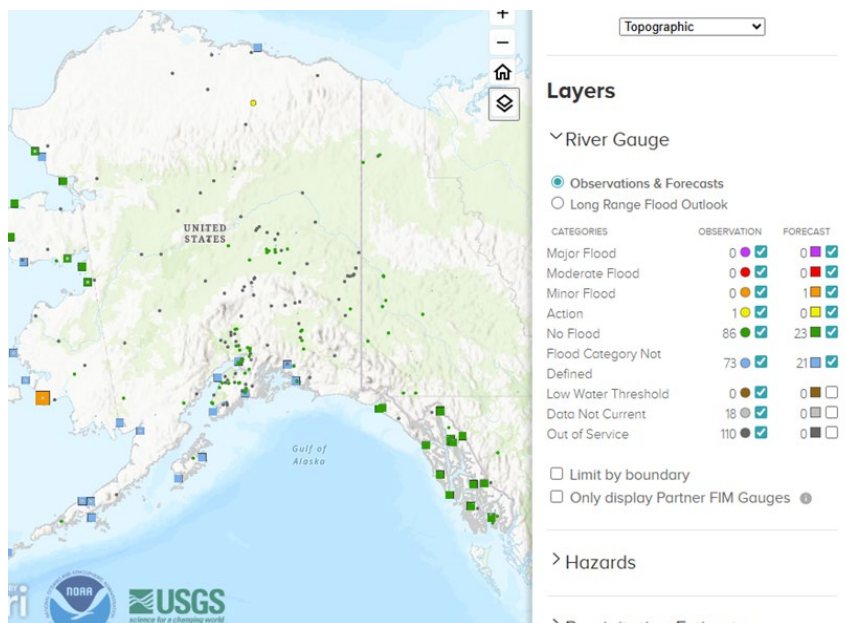 +
Topographic
−
Layers
River Gauge
Observations & Forecasts
Long Range Flood Outlook
CATEGORIES OBSERVATION FORECAST
Major Flood 0 0
Moderate Flood 0 0
Minor Flood 0 1
Action 1 0
No Flood 86 23
Flood Category Not
Defined 73 21
Low Water Threshold 0 0
Data Not Current 18 0
Out of Service 110 0
Limit by boundary
Only display Partner FIM Gauges i
Hazards
UNITED
STATES
Gulf of
Alaska
NOAA
USGS
science for a changing world